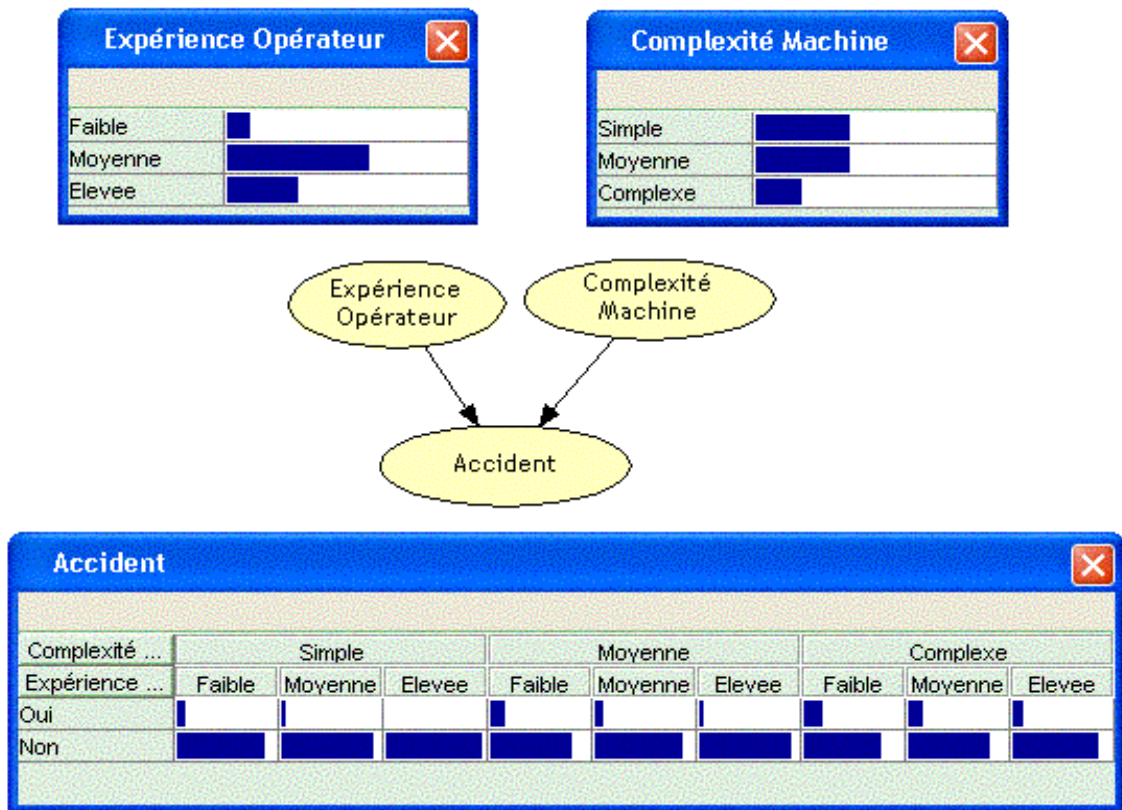 Expérience Opérateur
Complexité Machine
Faible
Moyenne
Elevee
Simple
Moyenne
Complexe
Expérience
Opérateur
Complexité
Machine
Accident
Accident
Complexité ... Simple Moyenne Complexe
Expérience ... Faible Moyenne Elevee Faible Moyenne Elevee Faible Moyenne Elevee
Oui
Non